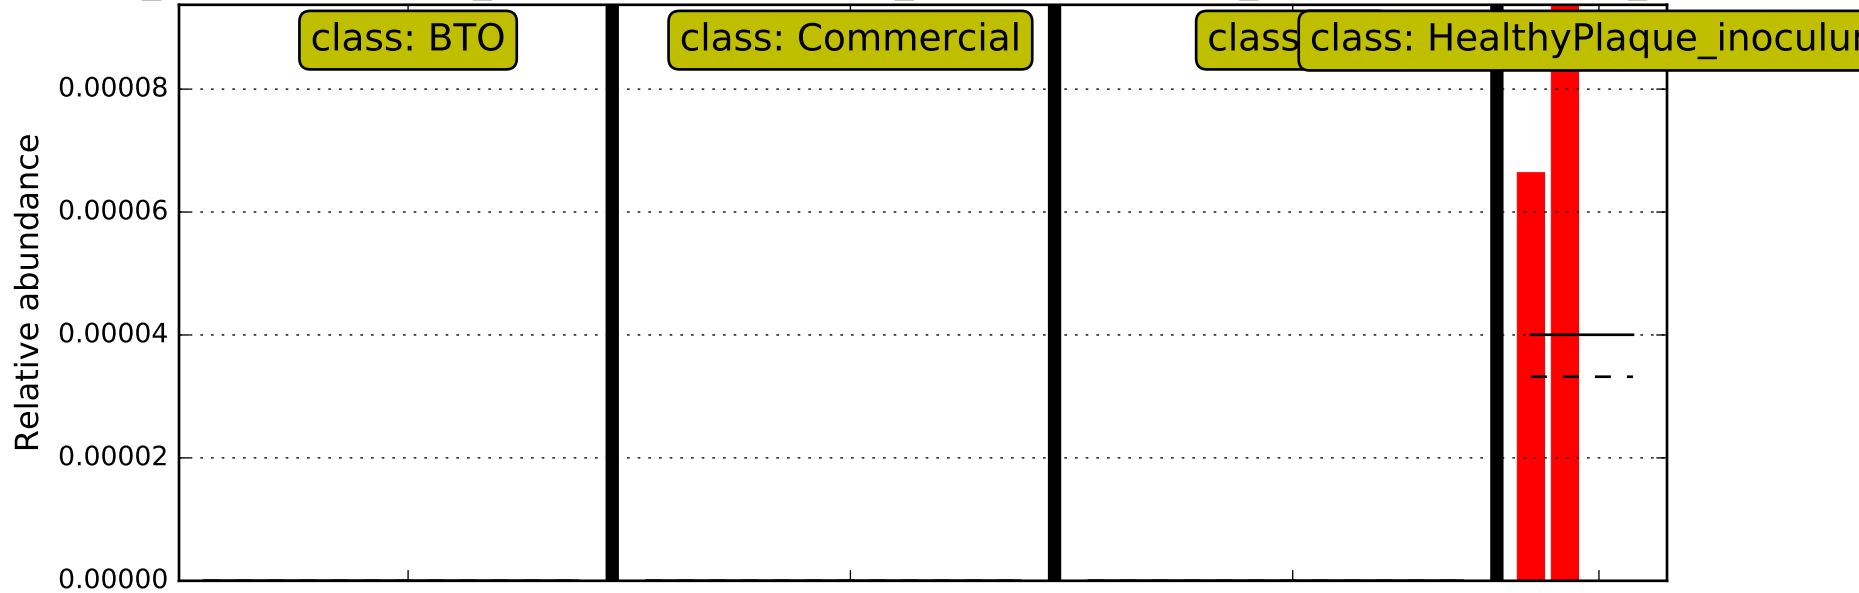 class: BTO
class: Commercial
class
class: HealthyPlaque_inoculu
Relative abundance
0.00008
0.00006
0.00004
0.00002
0.00000